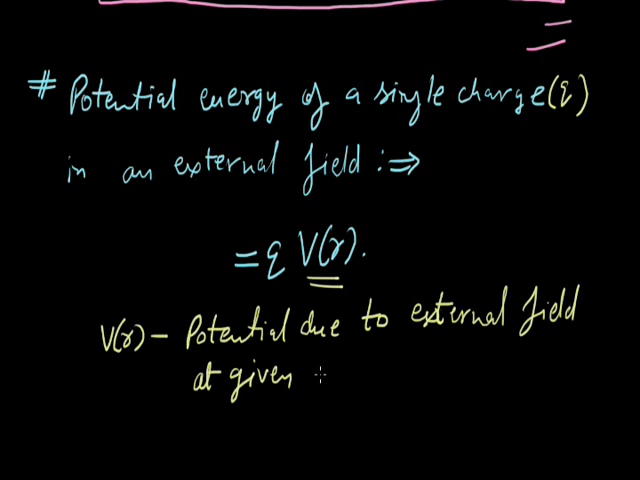 # Potential energy of a single charge (q)
in an external field :⇒
= q V(r).
V(r) – Potential due to external field
at given